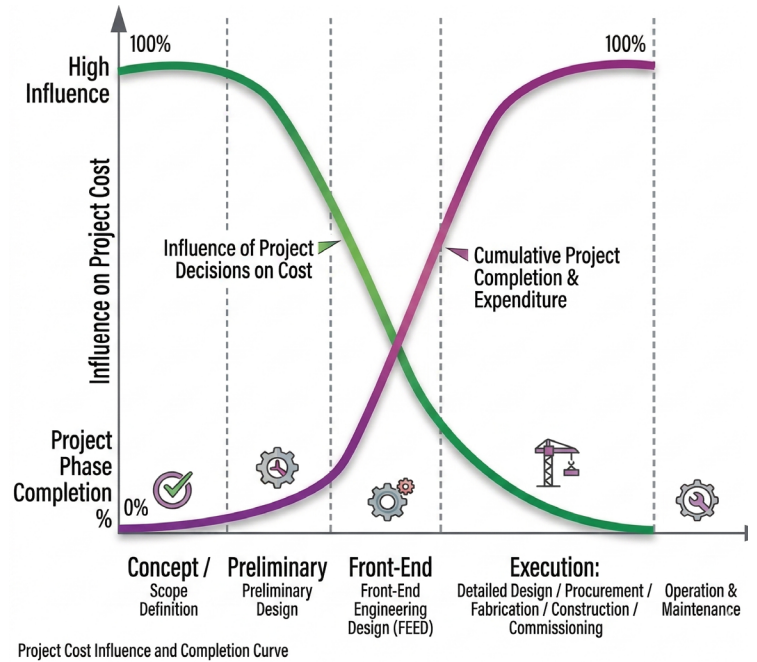 100%
100%
High
Influence
Influence on Project Cost
Influence of Project
Decisions on Cost
Cumulative Project
Completion &
Expenditure
Project
Phase
Completion
%
0%
Concept /
Scope
Definition
Preliminary
Preliminary
Design
Front-End
Front-End
Engineering
Design (FEED)
Execution:
Detailed Design / Procurement /
Fabrication / Construction /
Commissioning
Operation &
Maintenance
Project Cost Influence and Completion Curve